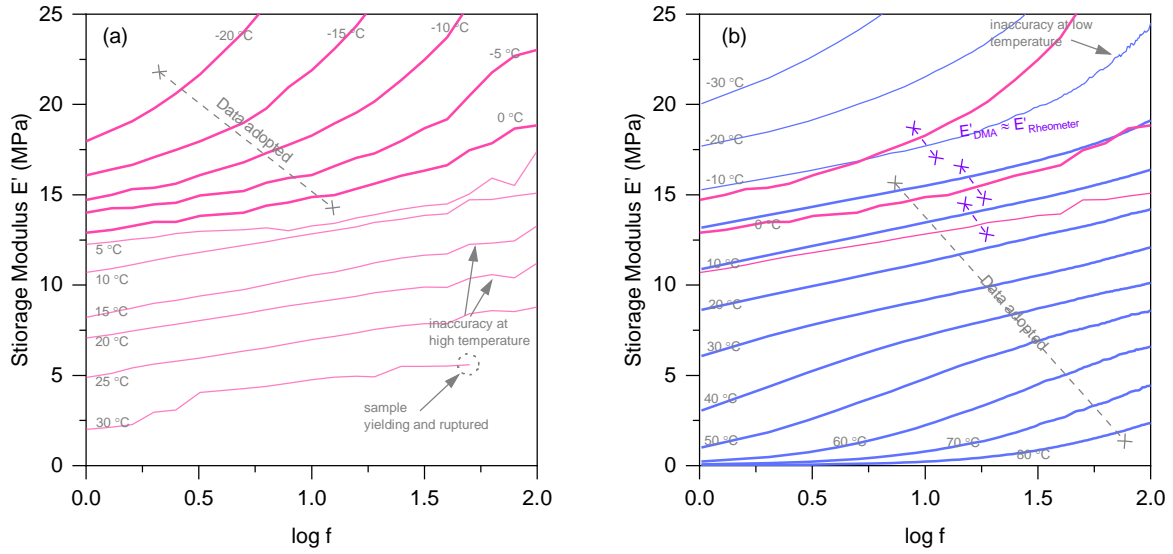 (a)
-20 °C
-15 °C
-10 °C
-5 °C
0 °C
Data adopted
5 °C
10 °C
15 °C
20 °C
25 °C
30 °C
inaccuracy at
high temperature
sample
yielding and ruptured
25
20
15
10
5
0
Stiorage Modulus E' (MPa)
0.0 0.5 1.0 1.5 2.0
log f
(b)
inaccuracy at low
temperature
-30 °C
-20 °C
-10 °C
0 °C
10 °C
20 °C
30 °C
40 °C
50 °C
60 °C
70 °C
80 °C
E'DMA ≈ E'Rheometer
Data adopted
25
20
15
10
5
0
Stiorage Modulus E' (MPa)
0.0 0.5 1.0 1.5 2.0
log f